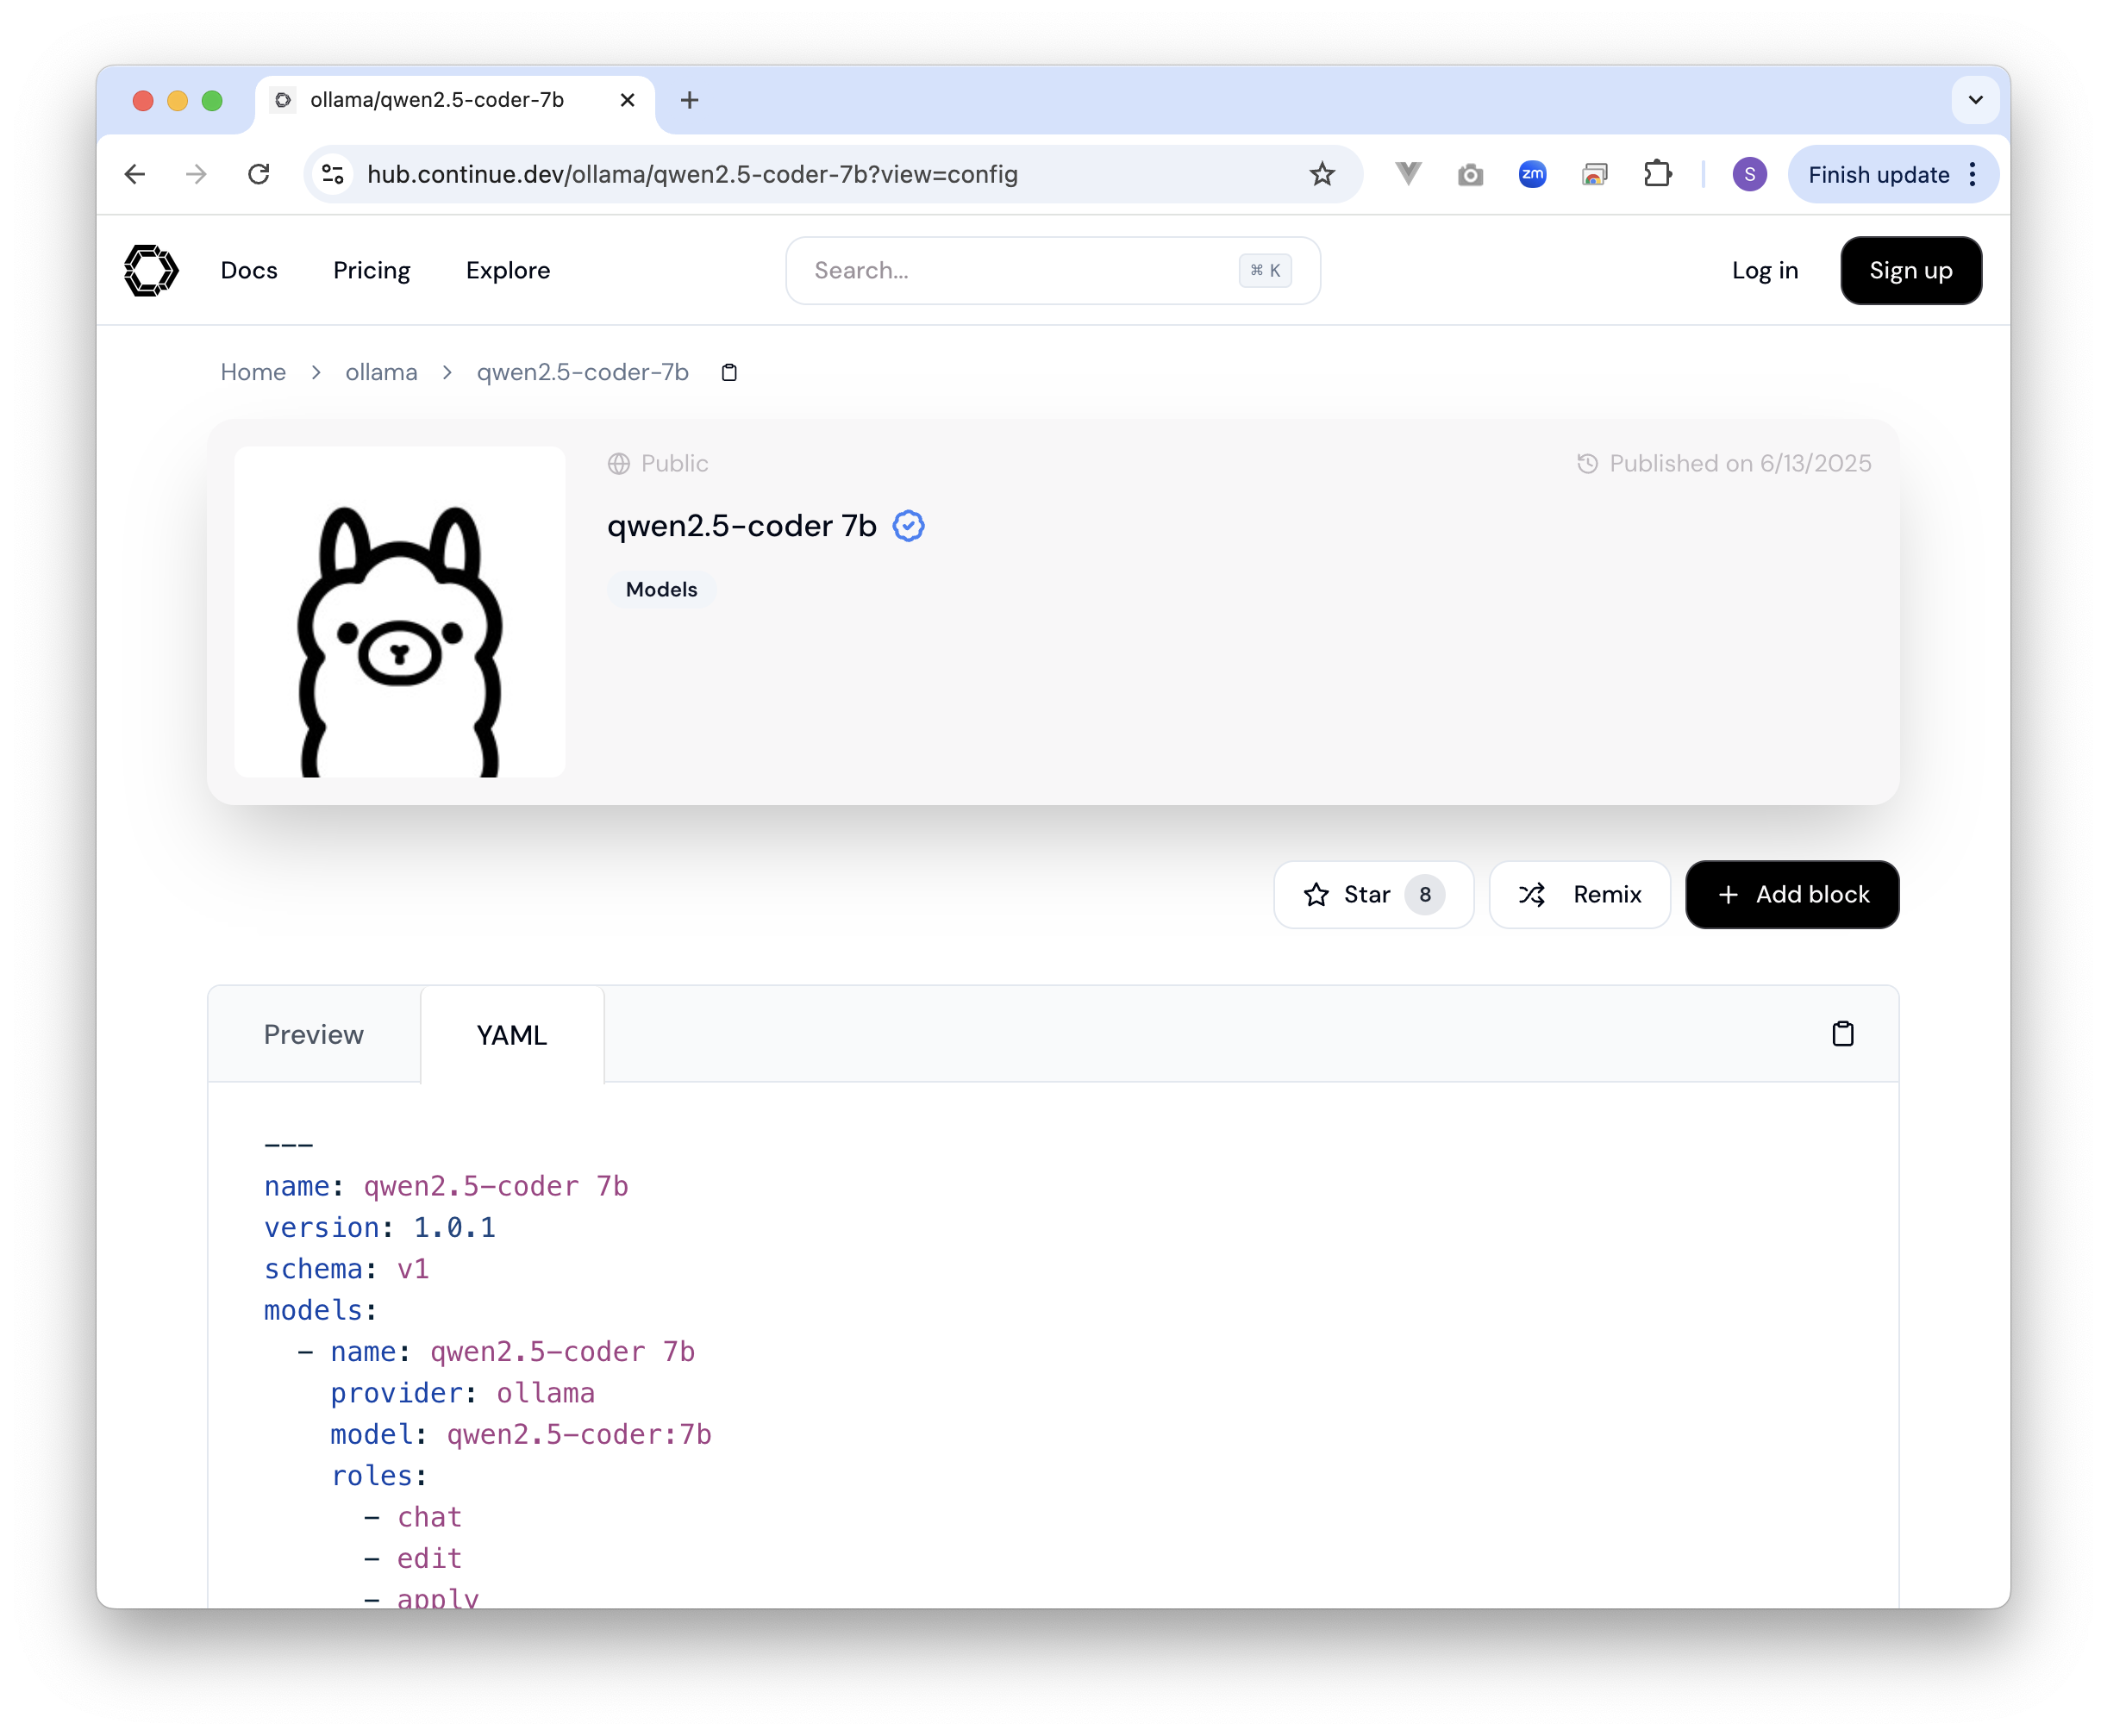 ollama/qwen2.5-coder-7b
hub.continue.dev/ollama/qwen2.5-coder-7b?view=config
zm
S
Finish update
Docs
Pricing
Explore
Search...
⌘ K
Log in
Sign up
Home > ollama > qwen2.5-coder-7b
Public
Published on 6/13/2025
qwen2.5-coder 7b
Models
Star 8
Remix
+ Add block
Preview
YAML
---
name: qwen2.5-coder 7b
version: 1.0.1
schema: v1
models:
  - name: qwen2.5-coder 7b
    provider: ollama
    model: qwen2.5-coder:7b
    roles:
      - chat
      - edit
      - apply